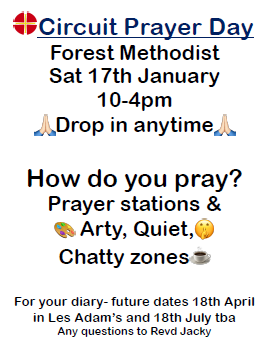 Circuit Prayer Day
Forest Methodist
Sat 17th January
10-4pm
🙏Drop in anytime🙏
How do you pray?
Prayer stations &
🎨 Arty, Quiet,🤫
Chatty zones☕
For your diary- future dates 18th April
in Les Adam's and 18th July tba
Any questions to Revd Jacky